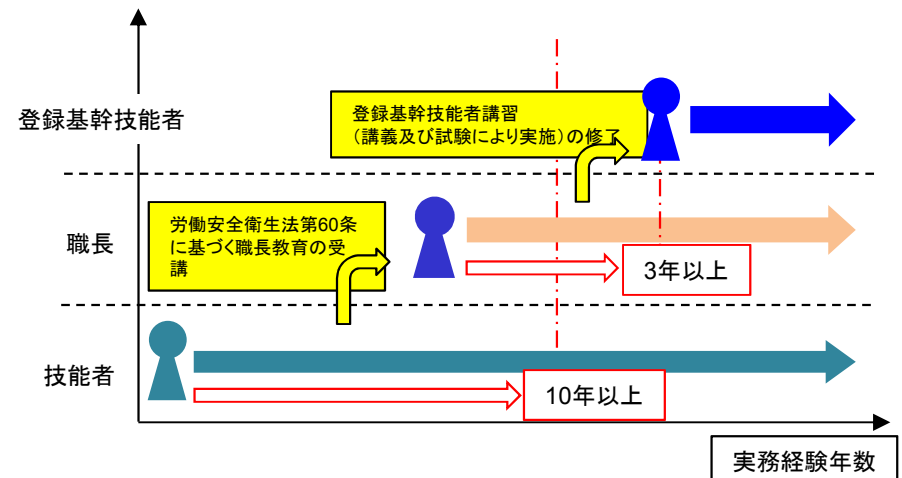 登録基幹技能者
登録基幹技能者講習
（講義及び試験により実施）の修了
職長
労働安全衛生法第60条
に基づく職長教育の受
講
3年以上
技能者
10年以上
実務経験年数